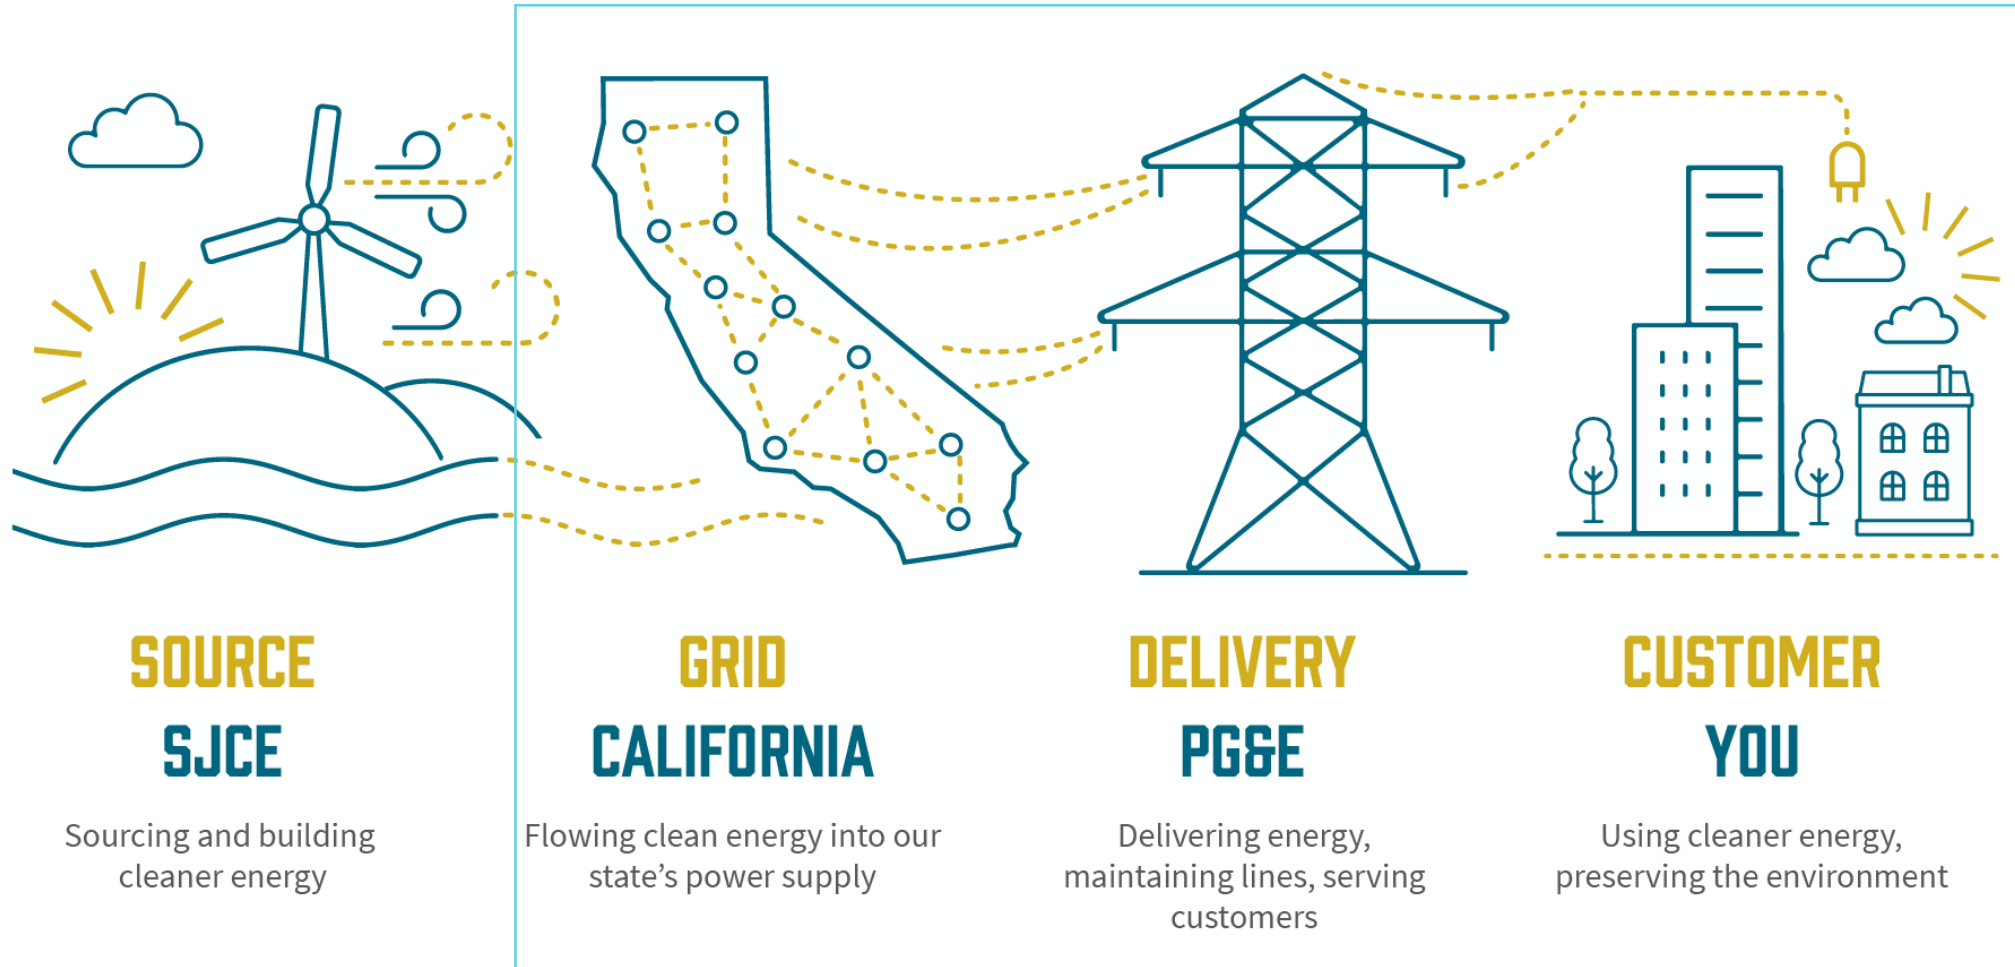 SOURCE
SJCE
Sourcing and building
cleaner energy
GRID
CALIFORNIA
Flowing clean energy into our
state's power supply
DELIVERY
PG&E
Delivering energy,
maintaining lines, serving
customers
CUSTOMER
YOU
Using cleaner energy,
preserving the environment